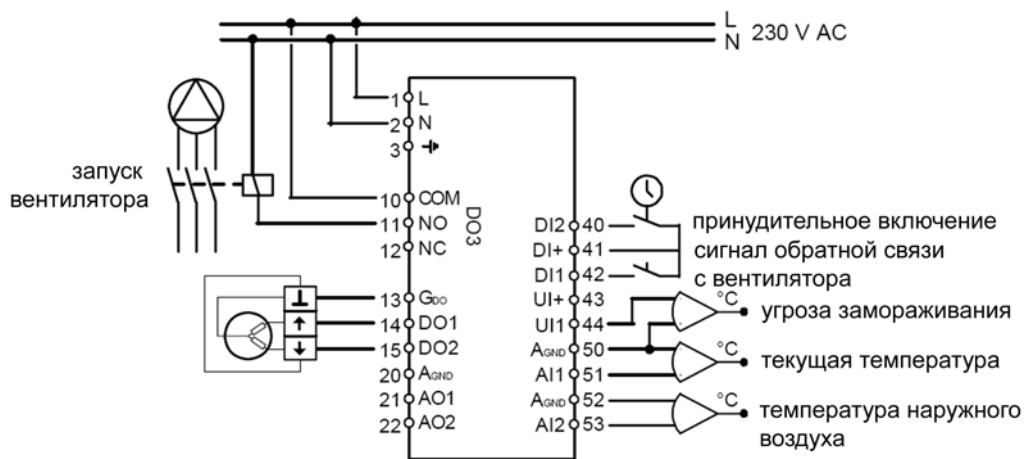 L
N 230 V AC
1 L
2 N
3
запуск
вентилятора
10 COM
11 NO
12 NC
DO3
13 GDO
14 DO1
15 DO2
20 AGND
21 AO1
22 AO2
DI2 40
DI+ 41
DI1 42
UI+ 43
UI1 44
AGND 50
AI1 51
AGND 52
AI2 53
принудительное включение
сигнал обратной связи
с вентилятора
°C
угроза замораживания
°C
текущая температура
°C
температура наружного
воздуха